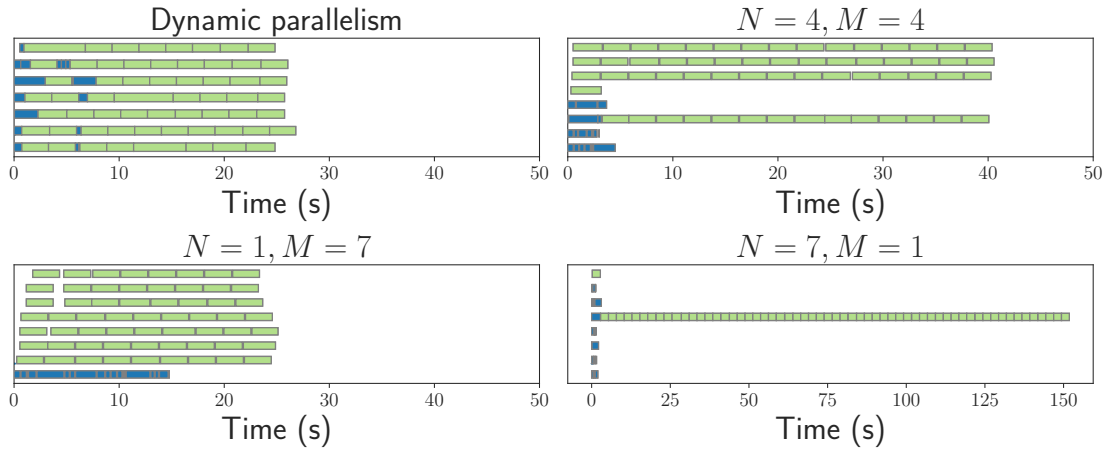 Dynamic parallelism
N = 4, M = 4
0 10 20 30 40 50
0 10 20 30 40 50
Time (s)
Time (s)
N = 1, M = 7
N = 7, M = 1
0 10 20 30 40 50
0 25 50 75 100 125 150
Time (s)
Time (s)